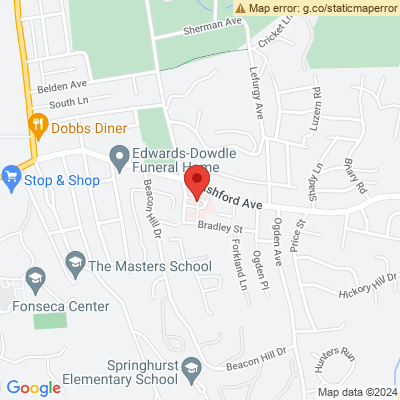 Map error: g.co/staticmaperror
Sherman Ave
Cricket Ln
Belden Ave
South Ln
Lefurgy Ave
Luzern Rd
Dobbs Diner
Edwards-Dowdle
Funeral Home
Stop & Shop
Beacon Hill Dr
Ashford Ave
Shady Ln
Briary Rd
Bradley St
Forkland Ln
Ogden Pl
Ogden Ave
Price St
The Masters School
Fonseca Center
Hickory Hill Dr
Hunters Run
Beacon Hill Dr
Springhurst
Elementary School
Google
Map data ©2024